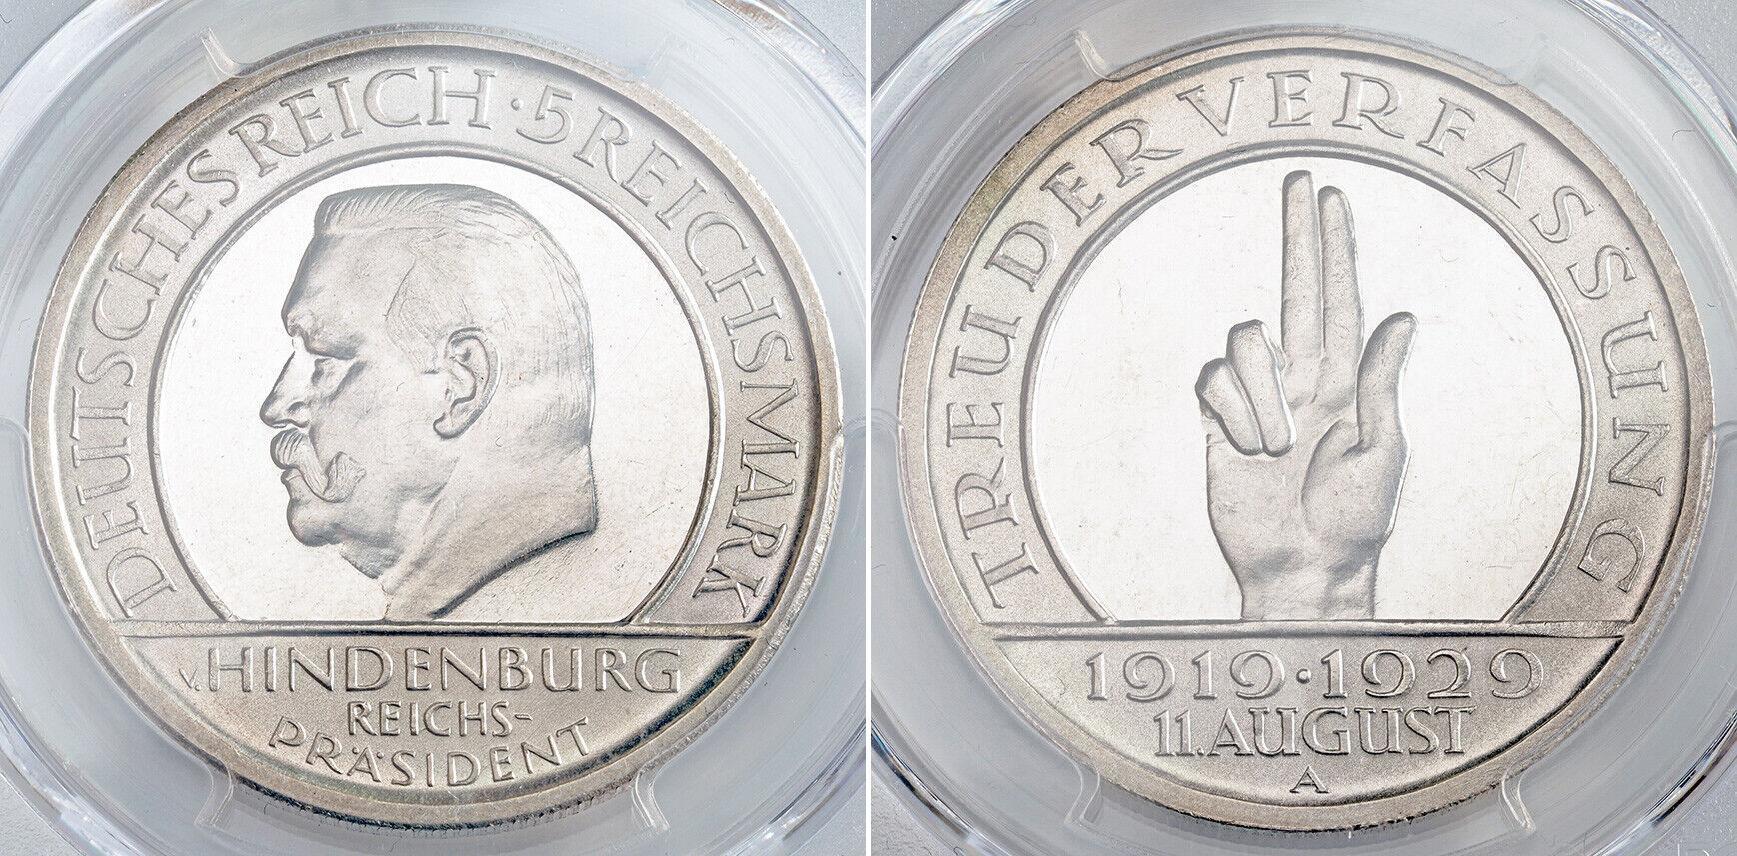 DEUTSCHES REICH · 5 REICHSMARK
v. HINDENBURG
REICHS-
PRÄSIDENT
TREU DER VERFASSUNG
1919 · 1929
11. AUGUST
A